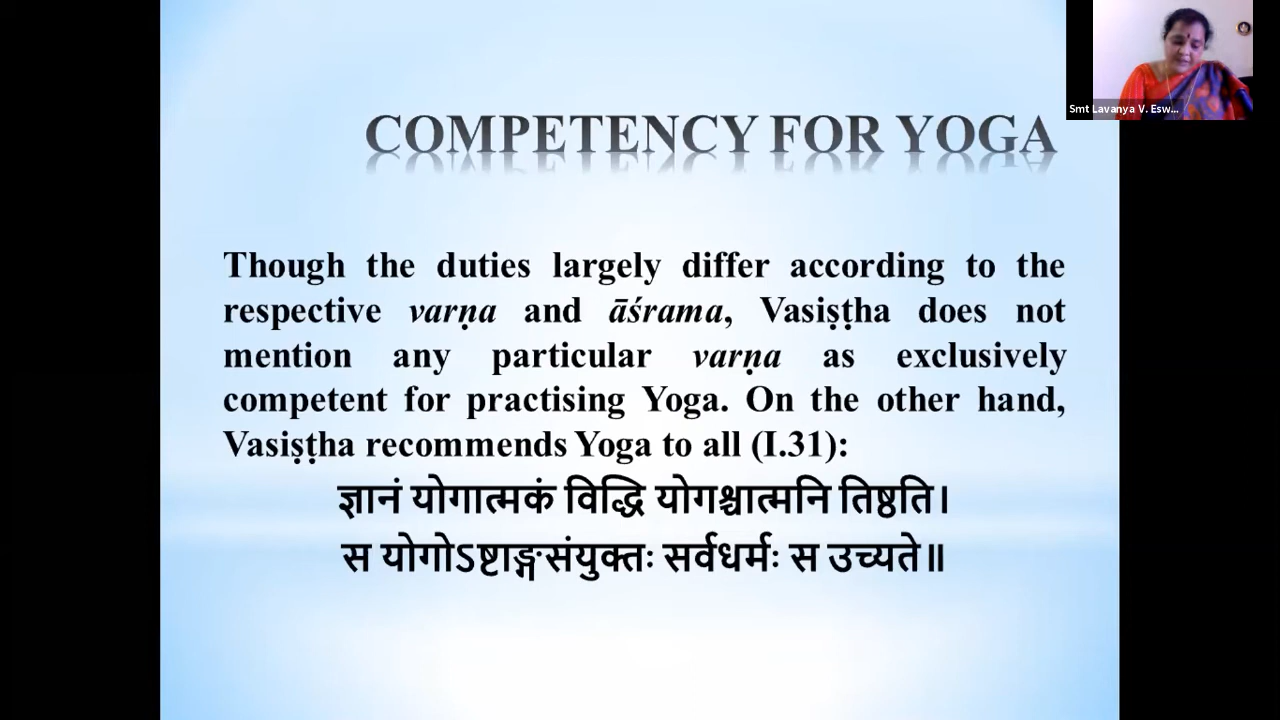 Smt Lavanya V. Esw...
COMPETENCY FOR YOGA
Though the duties largely differ according to the
respective varṇa and āśrama, Vasiṣṭha does not
mention any particular varṇa as exclusively
competent for practising Yoga. On the other hand,
Vasiṣṭha recommends Yoga to all (I.31):
ज्ञानं योगात्मकं विद्धि योगश्चात्मनि तिष्ठति।
स योगोऽष्टाङ्गसंयुक्तः सर्वधर्मः स उच्यते॥